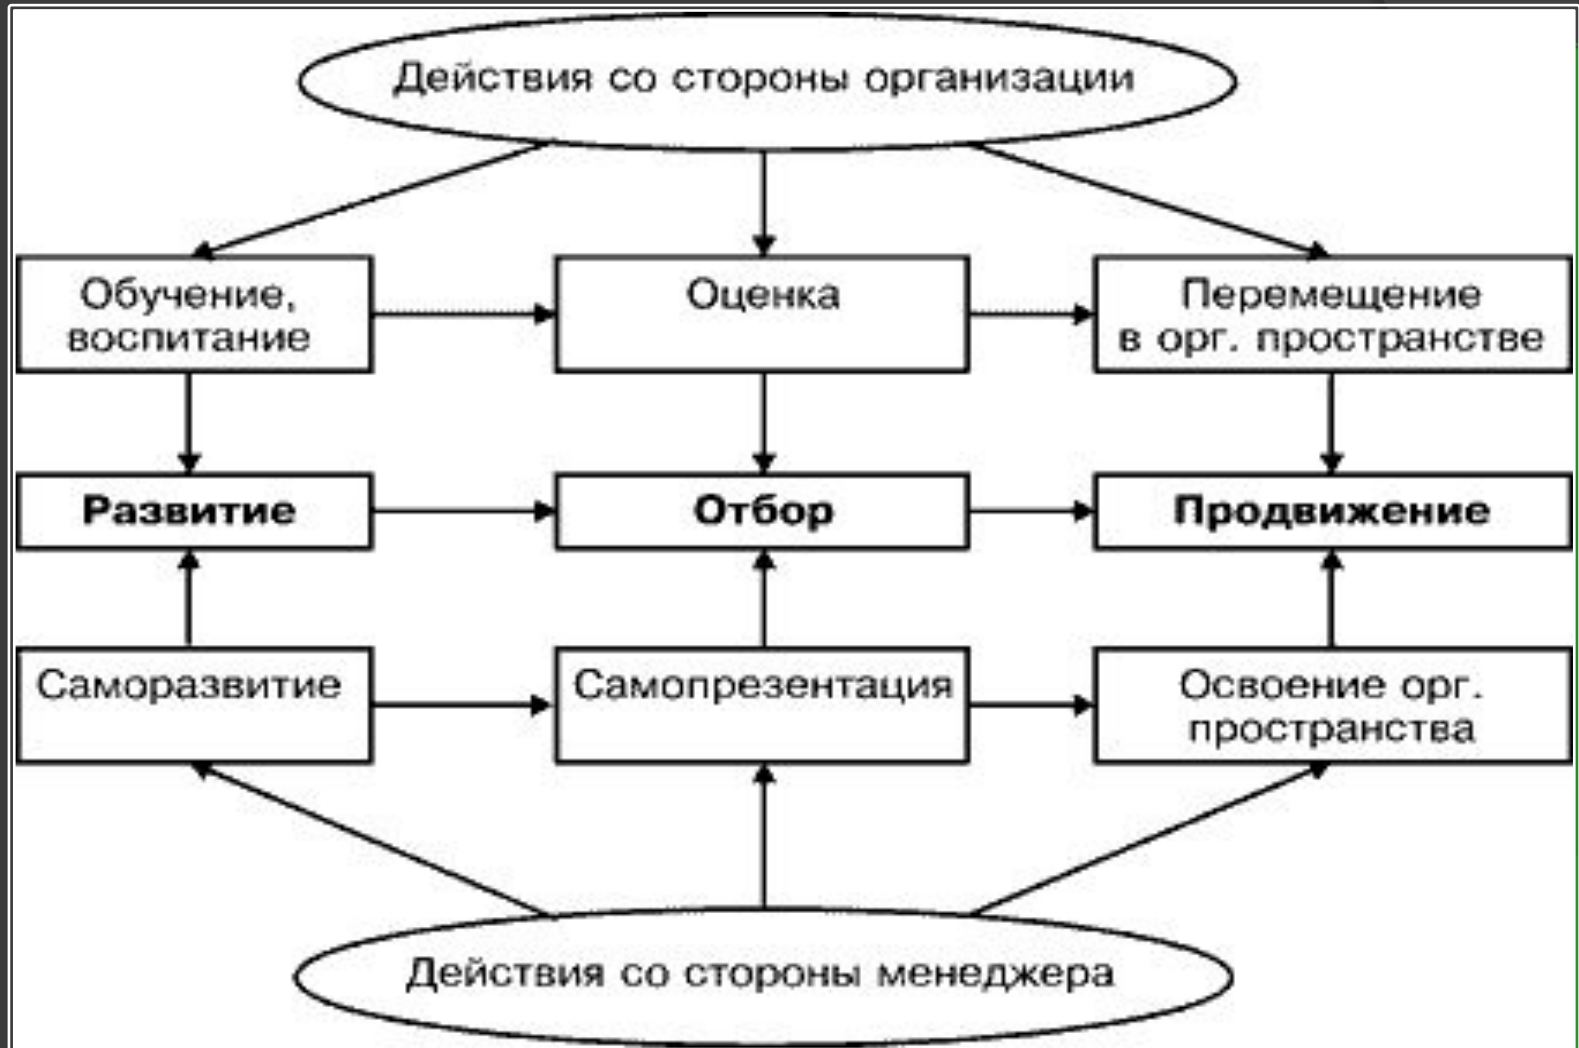 Действия со стороны организации
Обучение,
воспитание
Оценка
Перемещение
в орг. пространстве
Развитие
Отбор
Продвижение
Саморазвитие
Самопрезентация
Освоение орг.
пространства
Действия со стороны менеджера